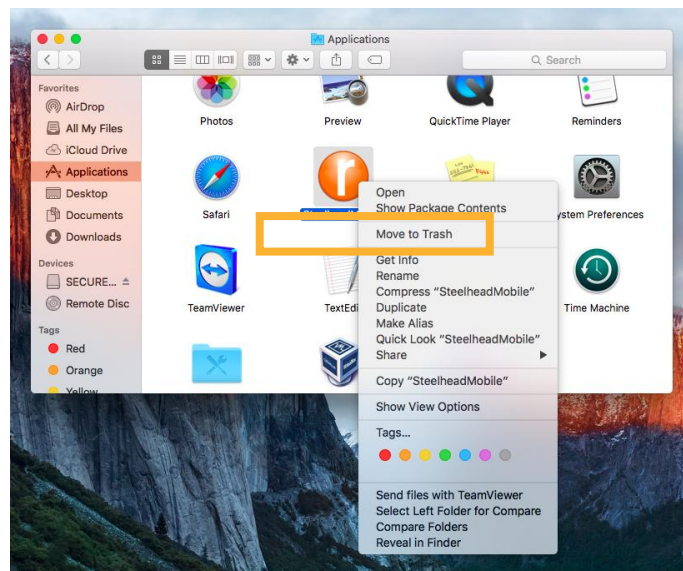 Applications
Search
Favorites
AirDrop
All My Files
iCloud Drive
Applications
Desktop
Documents
Downloads
Devices
SECURE...
Remote Disc
Tags
Red
Orange
Yellow
Photos
Preview
QuickTime Player
Reminders
Safari
ystem Preferences
TeamViewer
TextEdi
Time Machine
Open
Show Package Contents
Move to Trash
Get Info
Rename
Compress “SteelheadMobile”
Duplicate
Make Alias
Quick Look “SteelheadMobile”
Share
Copy “SteelheadMobile”
Show View Options
Tags...
Send files with TeamViewer
Select Left Folder for Compare
Compare Folders
Reveal in Finder